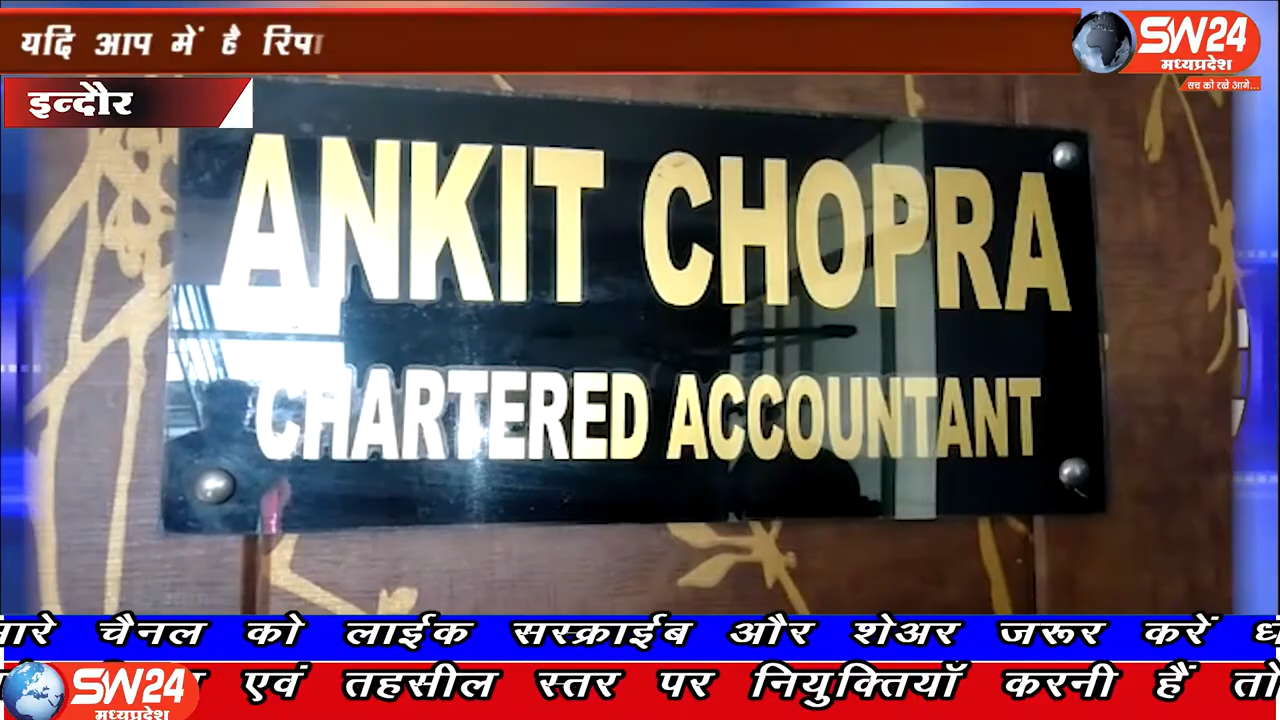 यदि आप में है रिपा
SW24
मध्यप्रदेश
सच को रखे आगे...
इन्दौर
ANKIT CHOPRA
CHARTERED ACCOUNTANT
चैनल को लाईक सस्क्राईब और शेअर जरूर करें
SW24
मध्यप्रदेश
एवं तहसील स्तर पर नियुक्तियाँ करनी हैं तो